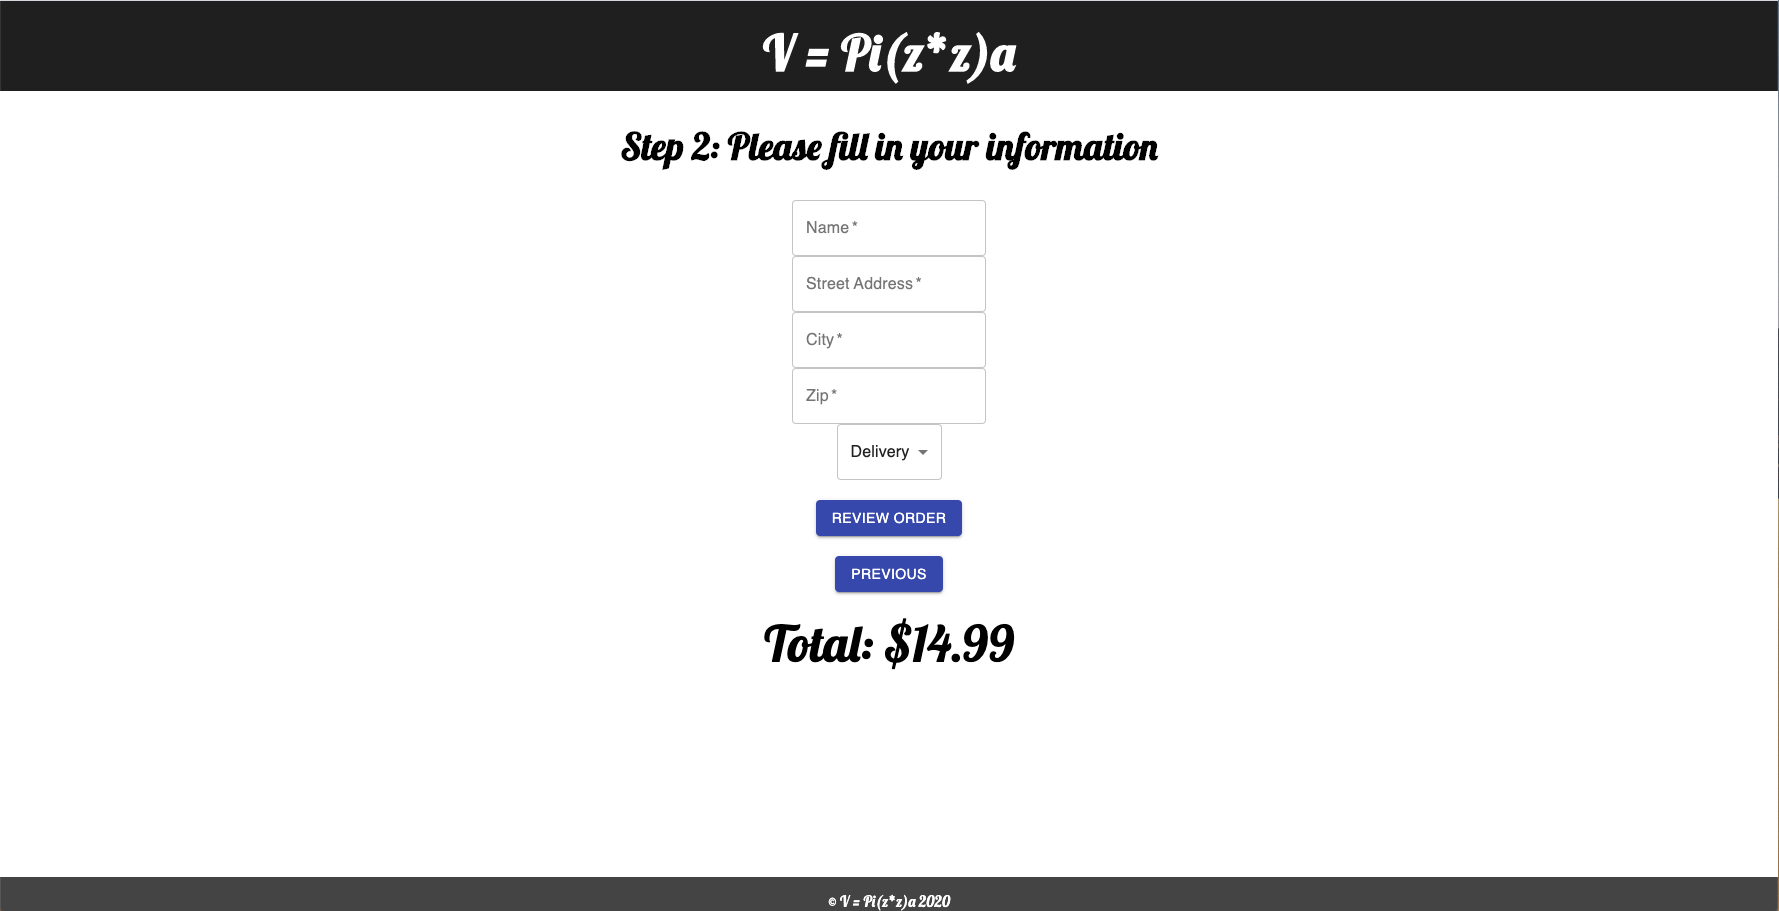 V = Pi(z*z)a
Step 2: Please fill in your information
Name *
Street Address *
City *
Zip *
Delivery
REVIEW ORDER
PREVIOUS
Total: $14.99
© V = Pi(z*z)a 2020